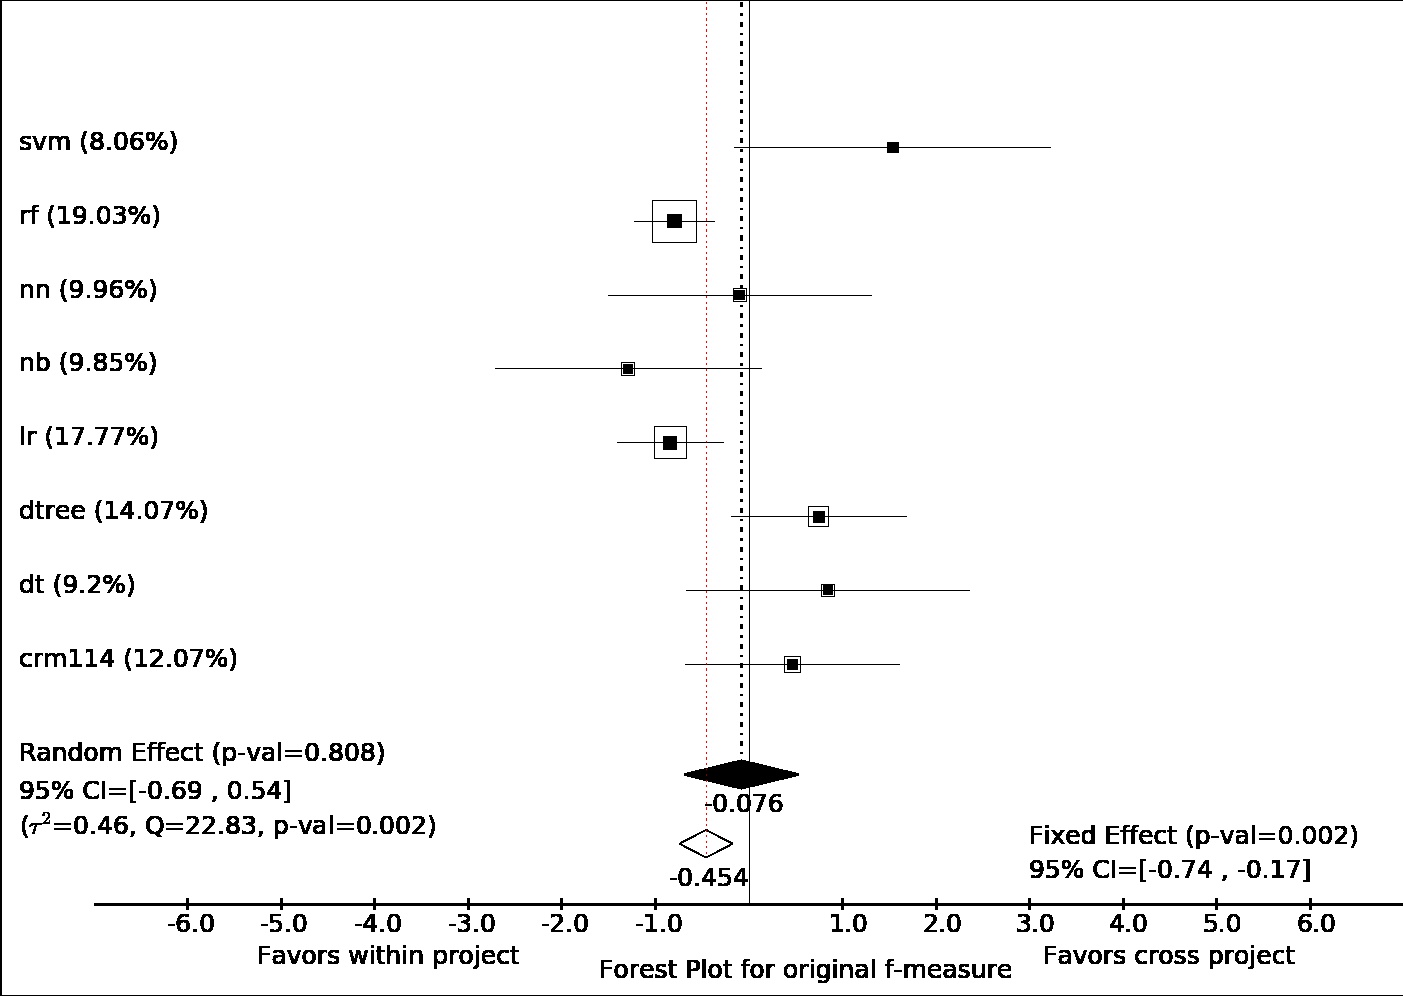 svm (8.06%)
rf (19.03%)
nn (9.96%)
nb (9.85%)
lr (17.77%)
dtree (14.07%)
dt (9.2%)
crm114 (12.07%)
Random Effect (p-val=0.808)
95% CI=[-0.69 , 0.54]
(τ²=0.46, Q=22.83, p-val=0.002)
-0.076
-0.454
Fixed Effect (p-val=0.002)
95% CI=[-0.74 , -0.17]
-6.0 -5.0 -4.0 -3.0 -2.0 -1.0 1.0 2.0 3.0 4.0 5.0 6.0
Favors within project
Favors cross project
Forest Plot for original f-measure